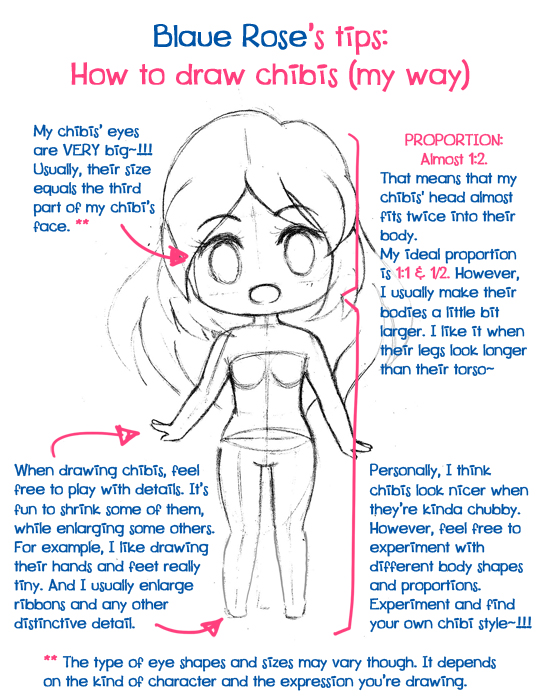 Blaue Rose's tips:
How to draw chibis (my way)
My chibis' eyes
are VERY big~!!!
Usually, their size
equals the third
part of my chibi's
face. **
PROPORTION:
Almost 1:2.
That means that my
chibis' head almost
fits twice into their
body.
My ideal proportion
is 1:1 & 1/2. However,
I usually make their
bodies a little bit
larger. I like it when
their legs look longer
than their torso~
When drawing chibis, feel
free to play with details. It's
fun to shrink some of them,
while enlarging some others.
For example, I like drawing
their hands and feet really
tiny. And I usually enlarge
ribbons and any other
distinctive detail.
Personally, I think
chibis look nicer when
they're kinda chubby.
However, feel free to
experiment with
different body shapes
and proportions.
Experiment and find
your own chibi style~!!!
** The type of eye shapes and sizes may vary though. It depends
on the kind of character and the expression you're drawing.